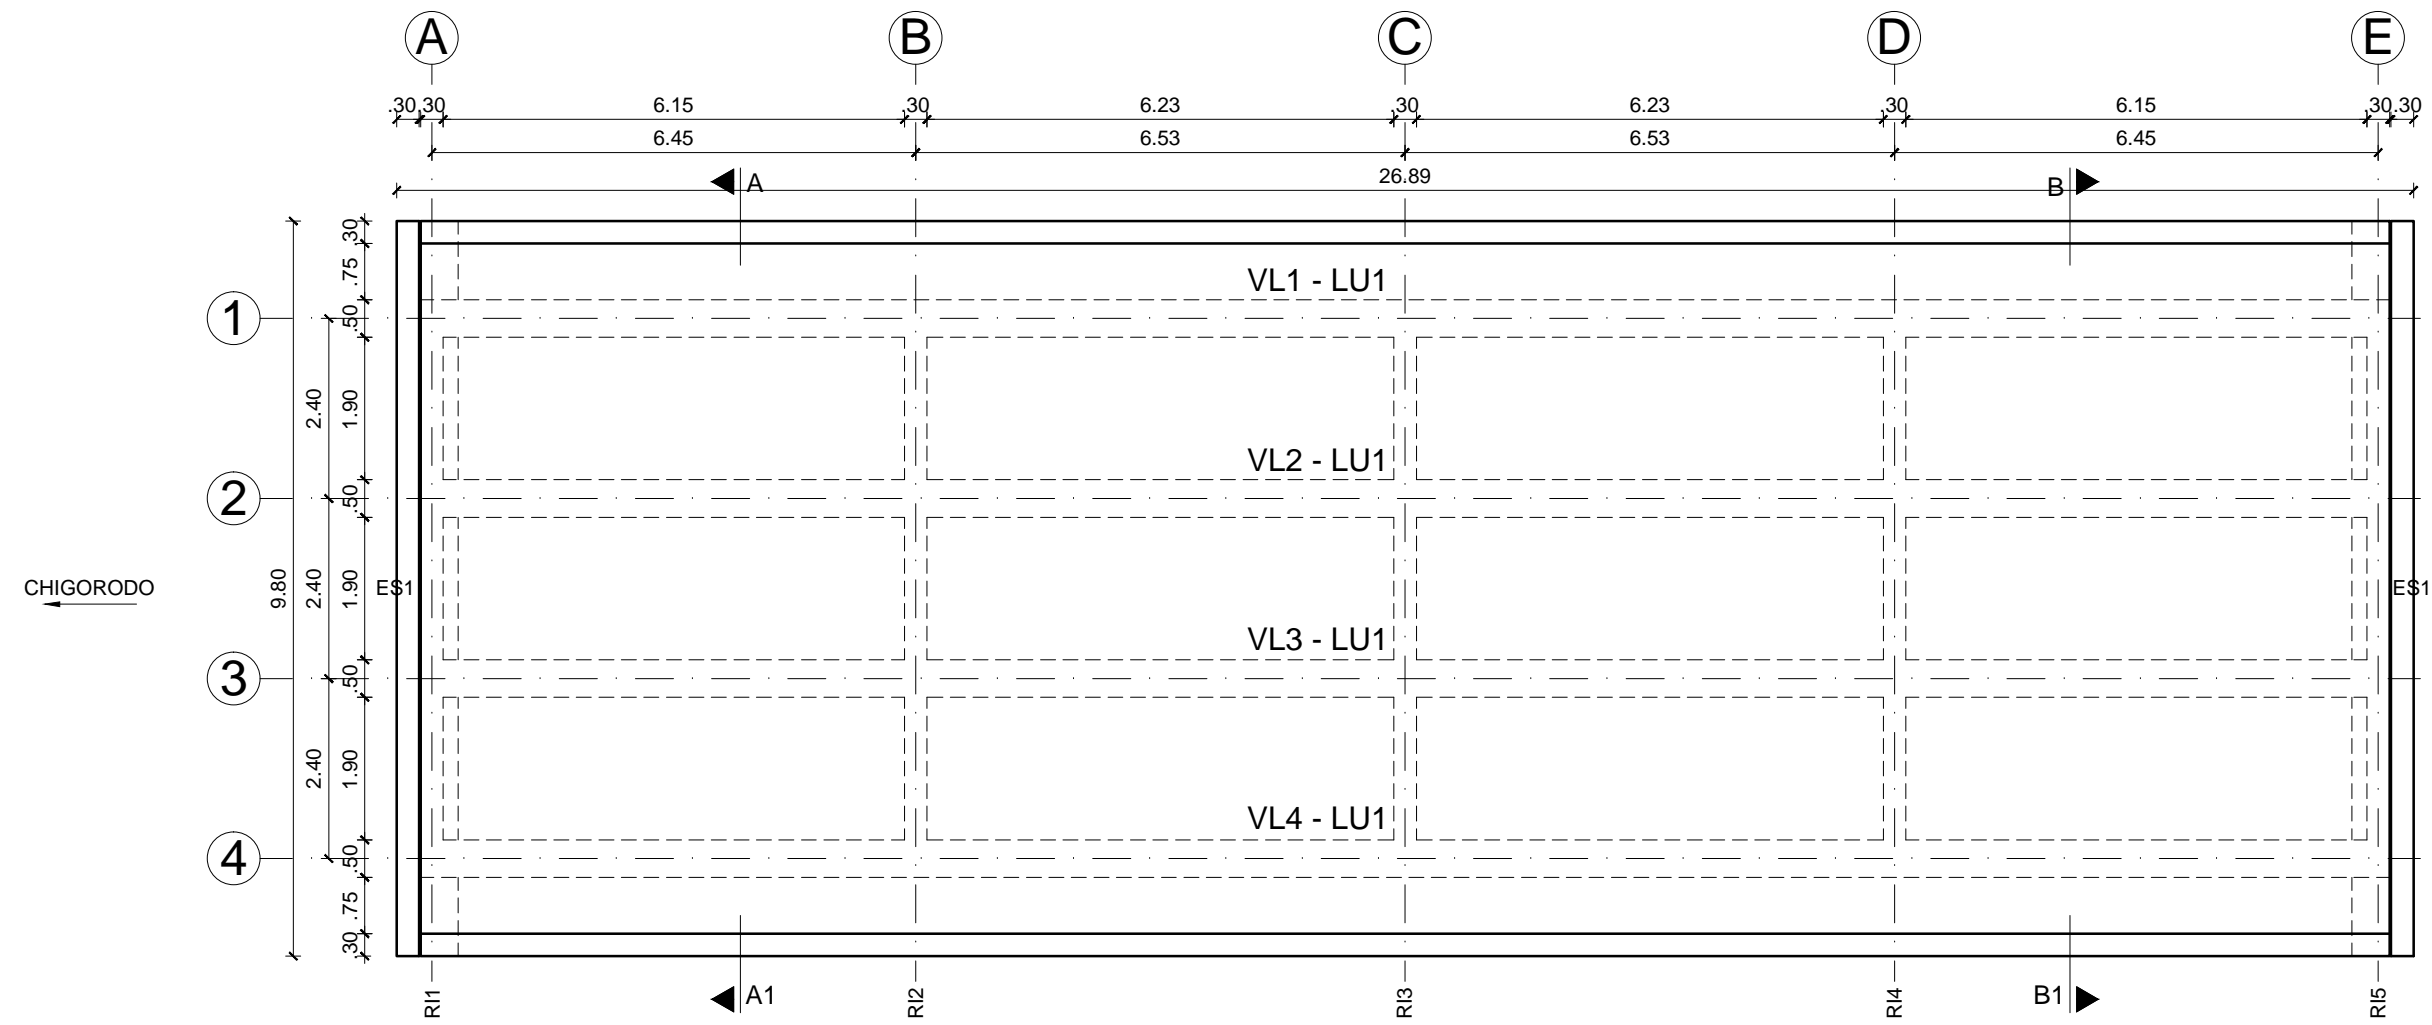 A B C D E
.30 .30 6.15 .30 6.23 .30 6.23 .30 6.15 .30 .30
6.45 6.53 6.53 6.45
26.89
A B
.30
.75
VL1 - LU1
1 .50
2.40 1.90
VL2 - LU1
2 .50
CHIGORODO 9.80 2.40 1.90 ES1 ES1
VL3 - LU1
3 .50
2.40 1.90
VL4 - LU1
4 .50
.75
.30
A1 B1
RI1 RI2 RI3 RI4 RI5